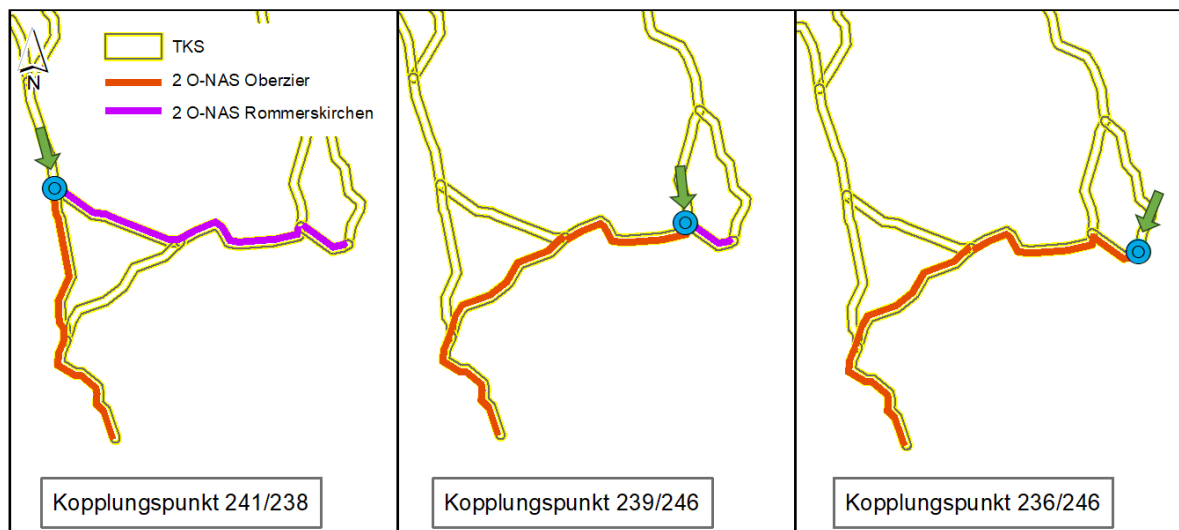 N
TKS
2 O-NAS Oberzier
2 O-NAS Rommerskirchen
Kopplungspunkt 241/238
Kopplungspunkt 239/246
Kopplungspunkt 236/246